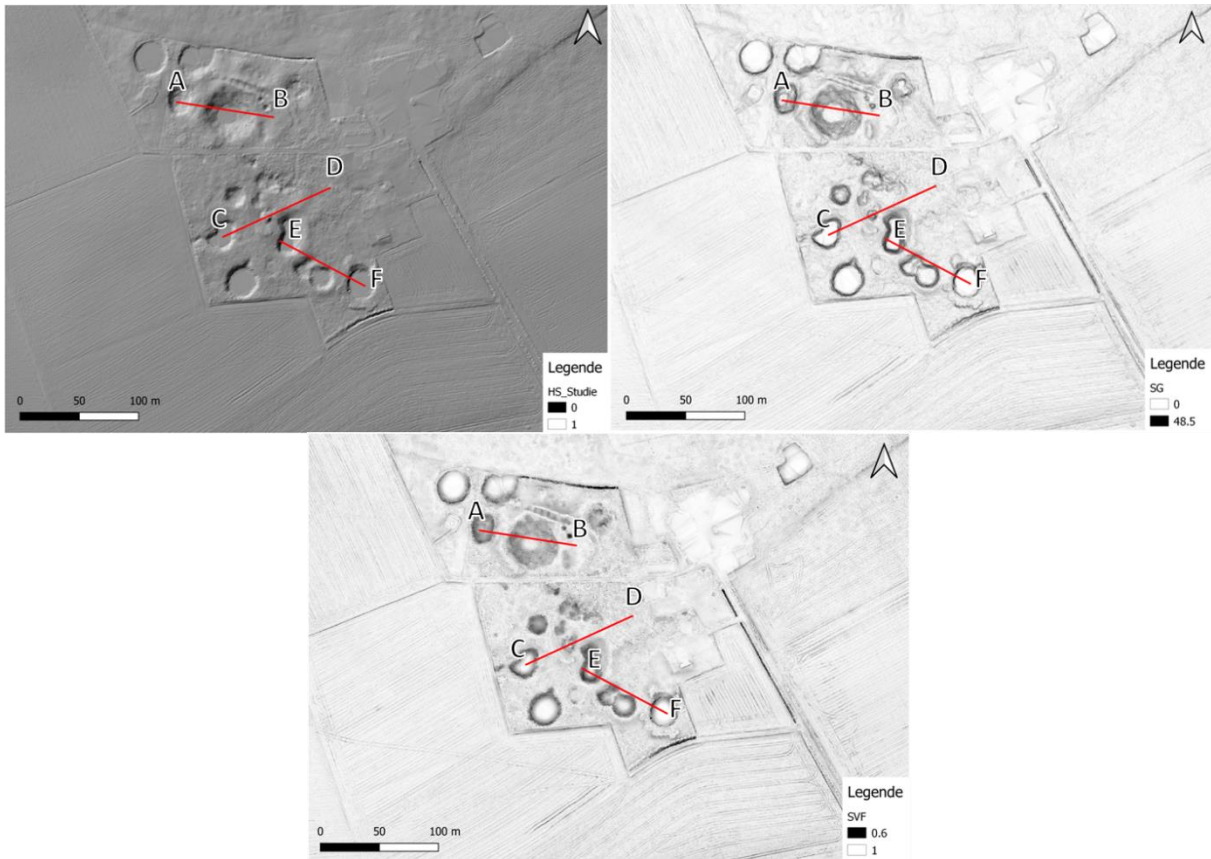 A
B
D
C
E
F
Legende
HS_Studie
0
1
0 50 100 m
A
B
D
C
E
F
Legende
SG
0
48.5
0 50 100 m
A
B
D
C
E
F
Legende
SVF
0.6
1
0 50 100 m